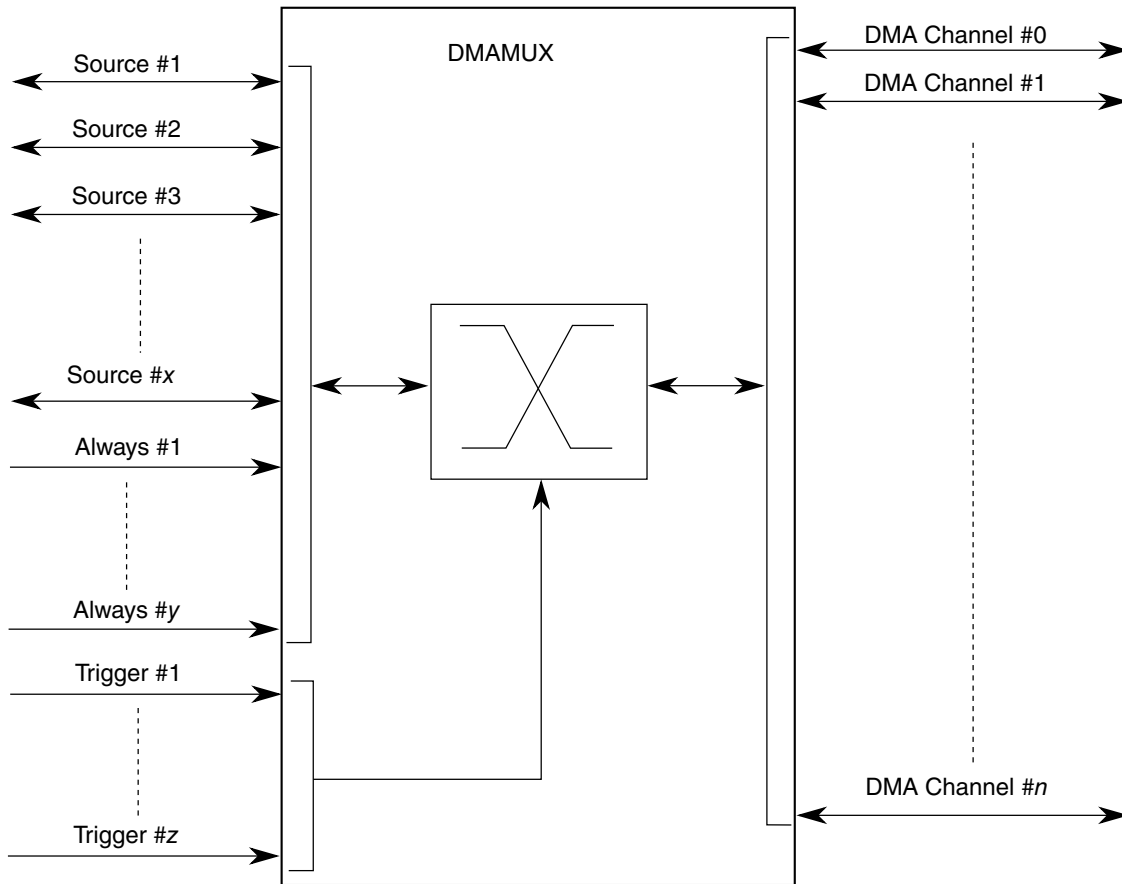 DMAMUX
Source #1
Source #2
Source #3
Source #x
Always #1
Always #y
Trigger #1
Trigger #z
DMA Channel #0
DMA Channel #1
DMA Channel #n